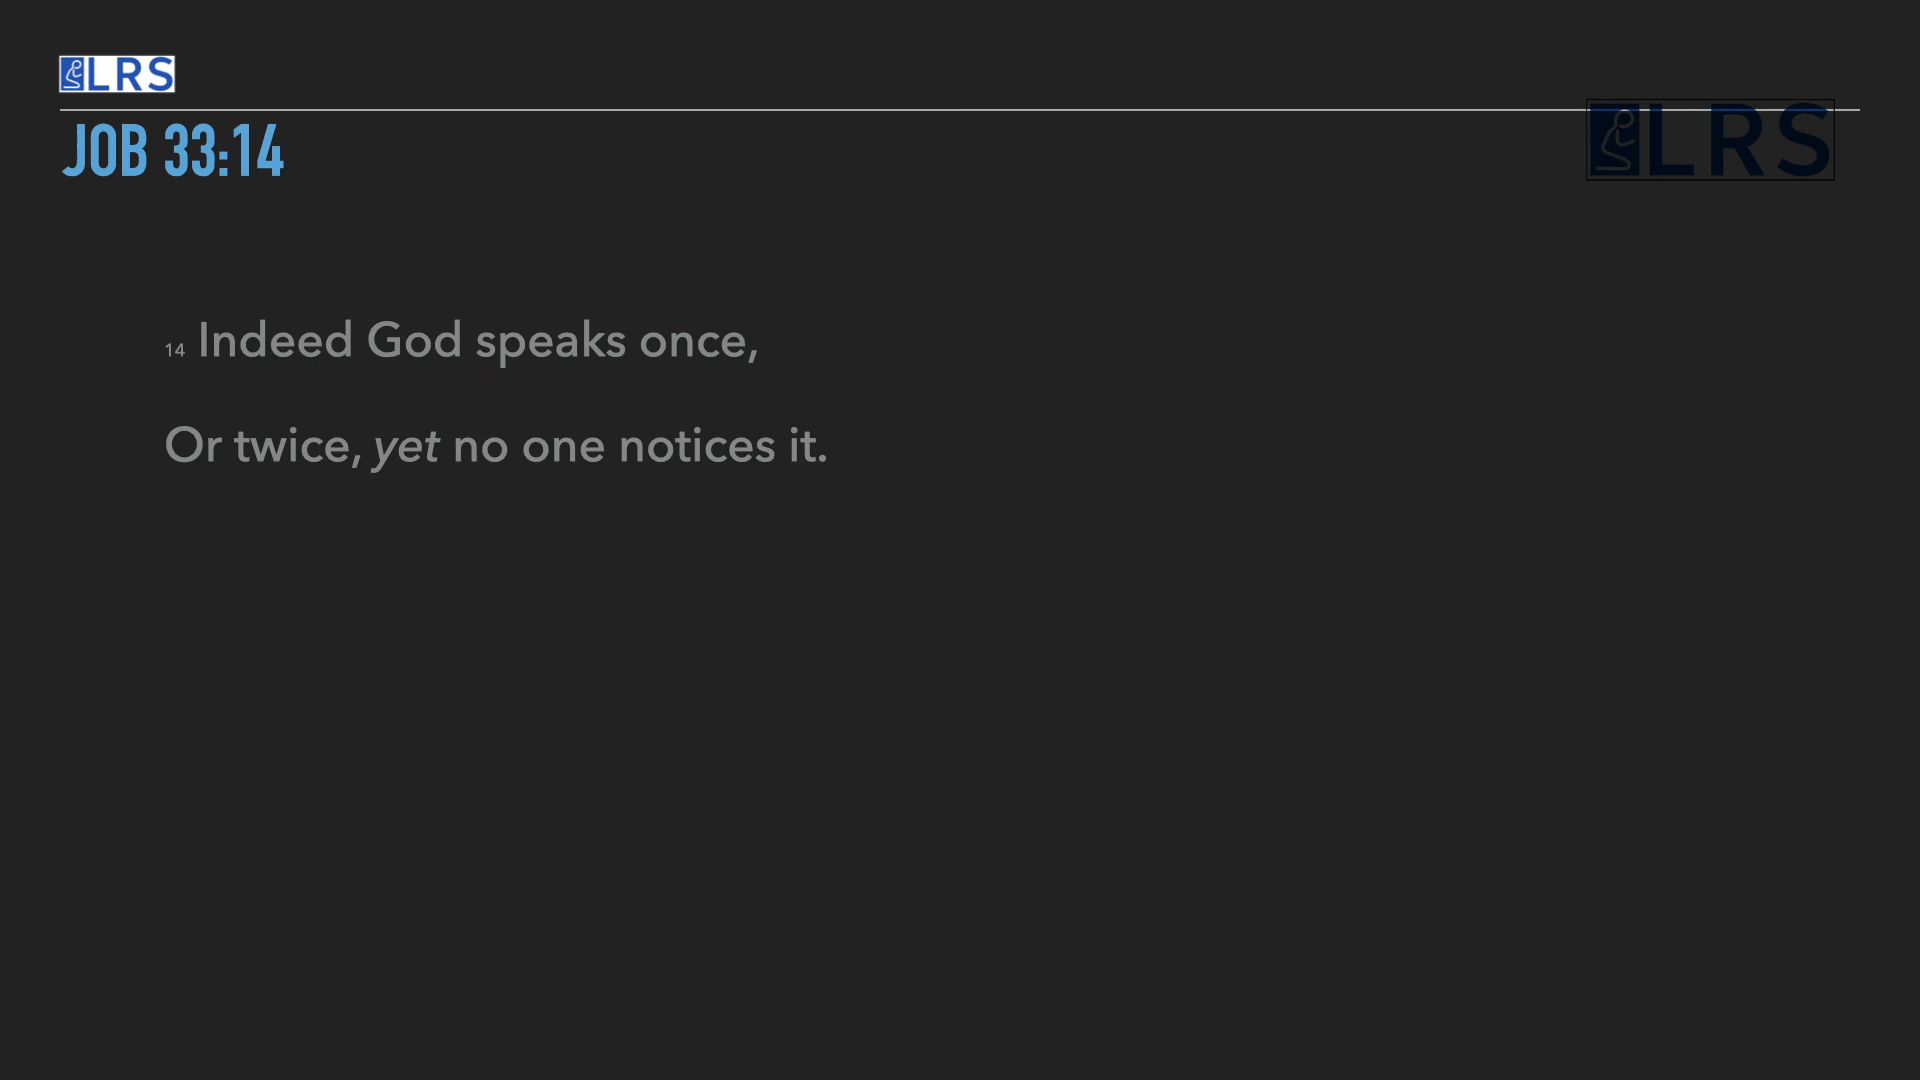 LRS
JOB 33:14
LRS
14 Indeed God speaks once,
Or twice, yet no one notices it.